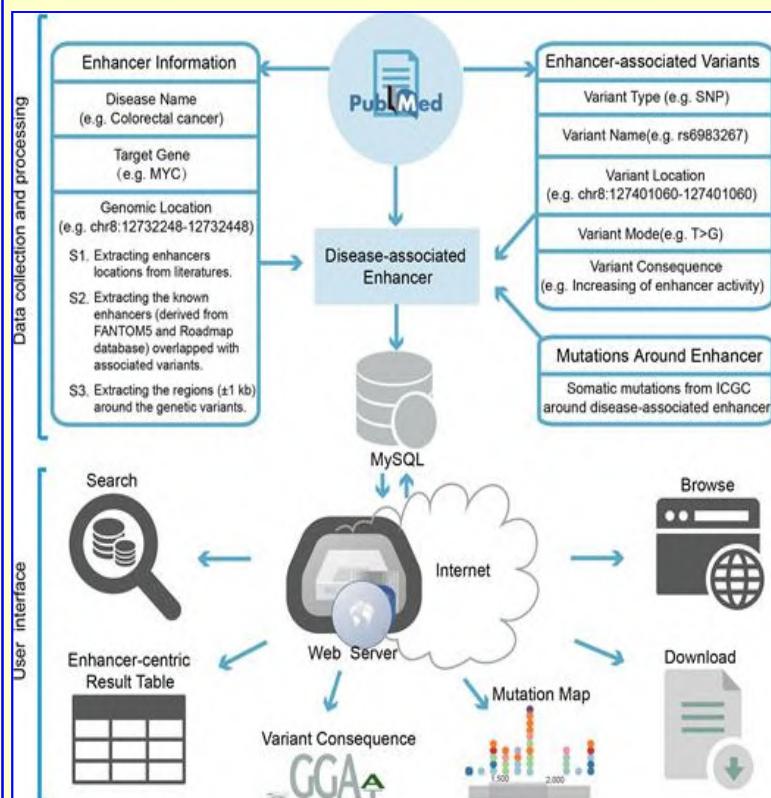 Data collection and processing
Enhancer Information
Disease Name
(e.g. Colorectal cancer)
Target Gene
(e.g. MYC)
Genomic Location
(e.g. chr8:12732248-12732448)
S1. Extracting enhancers
locations from literatures.
S2. Extracting the known
enhancers (derived from
FANTOM5 and Roadmap
database) overlapped with
associated variants.
S3. Extracting the regions (±1 kb)
around the genetic variants.
PubMed
Disease-associated
Enhancer
MySQL
Enhancer-associated Variants
Variant Type (e.g. SNP)
Variant Name(e.g. rs6983267)
Variant Location
(e.g. chr8:127401060-127401060)
Variant Mode(e.g. T>G)
Variant Consequence
(e.g. Increasing of enhancer activity)
Mutations Around Enhancer
Somatic mutations from ICGC
around disease-associated enhancer
User interface
Search
Internet
Web Server
Browse
Enhancer-centric
Result Table
Variant Consequence
GGA
Mutation Map
1,500 2,000
Download